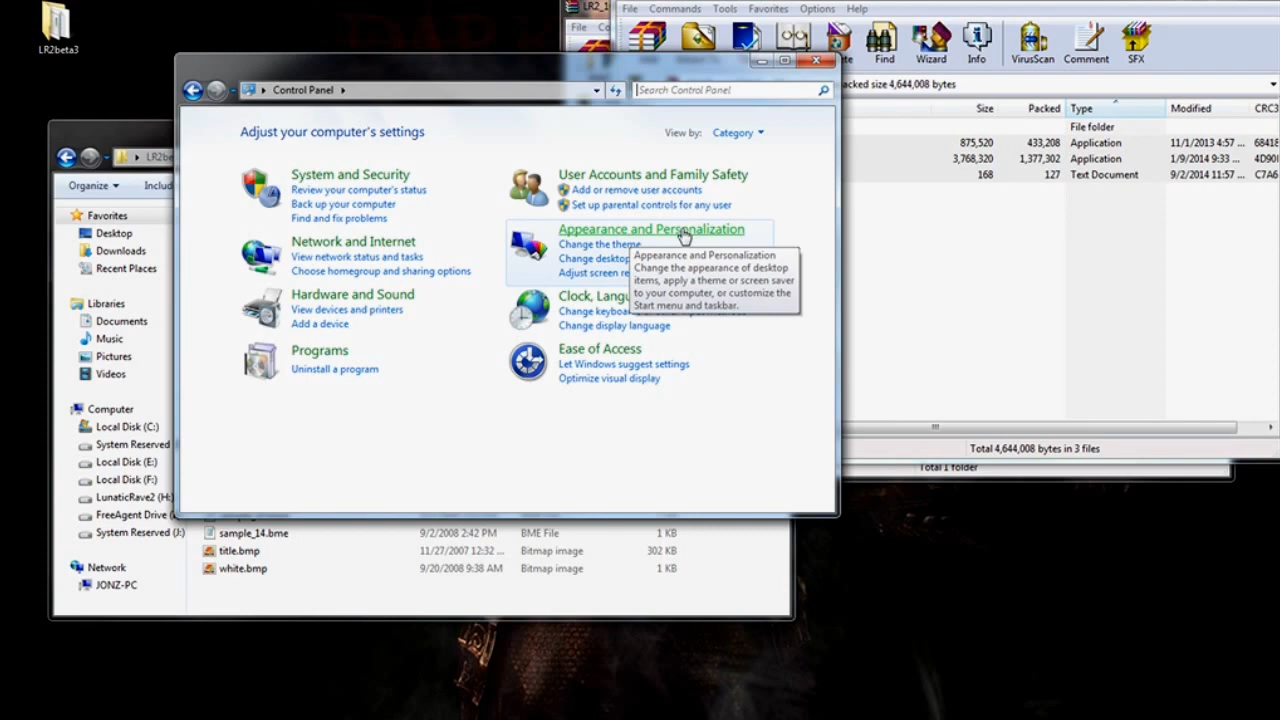 LR2beta3
LR2_1
File Co
File Commands Tools Favorites Options Help
Find Wizard Info VirusScan Comment SFX
acked size 4,644,008 bytes
Size Packed Type Modified CRC3
File folder
875,520 433,208 Application 11/1/2013 4:57 ... 68418
3,768,320 1,377,302 Application 1/9/2014 9:33 ... 4D90
168 127 Text Document 9/2/2014 11:57 ... C7A6
Total 4,644,008 bytes in 3 files
Total 1 folder
Control Panel
Search Control Panel
Adjust your computer's settings
View by: Category
System and Security
Review your computer's status
Back up your computer
Find and fix problems
Network and Internet
View network status and tasks
Choose homegroup and sharing options
Hardware and Sound
View devices and printers
Add a device
Programs
Uninstall a program
User Accounts and Family Safety
Add or remove user accounts
Set up parental controls for any user
Appearance and Personalization
Change the theme
Change desktop
Adjust screen re
Appearance and Personalization
Change the appearance of desktop
items, apply a theme or screen saver
to your computer, or customize the
Start menu and taskbar.
Clock, Langu
Change keyboa
Change display language
Ease of Access
Let Windows suggest settings
Optimize visual display
LR2be
Organize Includ
Favorites
Desktop
Downloads
Recent Places
Libraries
Documents
Music
Pictures
Videos
Computer
Local Disk (C:)
System Reserved
Local Disk (E:)
Local Disk (F:)
LunaticRave2 (H:
FreeAgent Drive (
System Reserved (J:)
Network
JONZ-PC
sample_14.bme 9/2/2008 2:42 PM BME File 1 KB
title.bmp 11/27/2007 12:32 ... Bitmap image 302 KB
white.bmp 9/20/2008 9:38 AM Bitmap image 1 KB